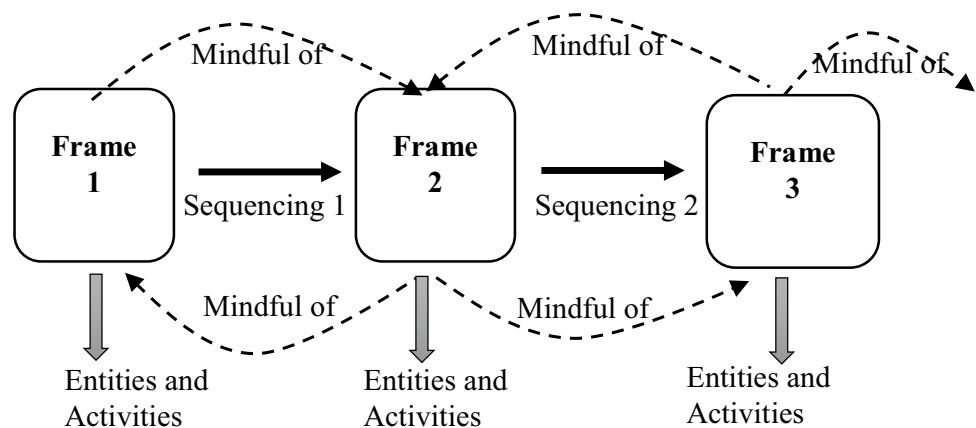 Mindful of
Mindful of
Mindful of
Frame
1
Frame
2
Frame
3
Sequencing 1
Sequencing 2
Mindful of
Mindful of
Entities and
Activities
Entities and
Activities
Entities and
Activities